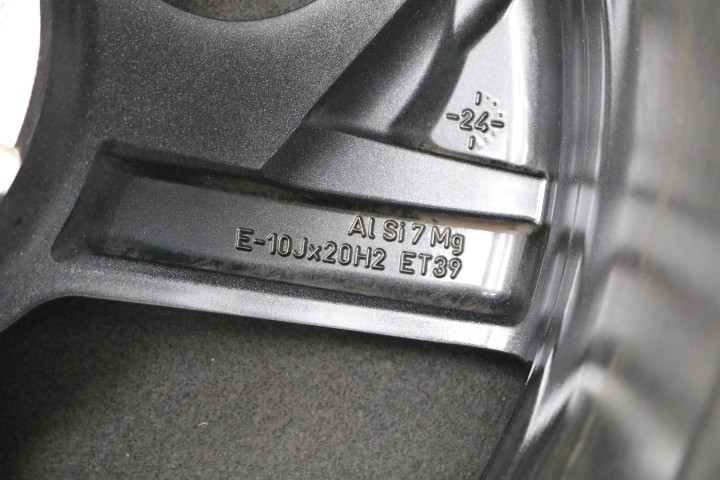 -24-
Al Si 7 Mg
E-10Jx20H2 ET39